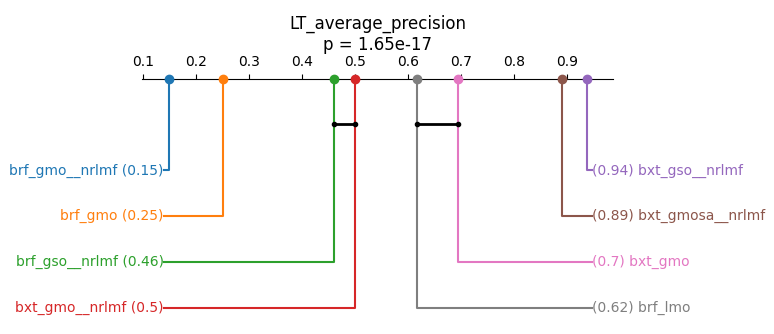 LT_average_precision
p = 1.65e-17
0.1 0.2 0.3 0.4 0.5 0.6 0.7 0.8 0.9
brf_gmo__nrlmf (0.15)
(0.94) bxt_gso__nrlmf
brf_gmo (0.25)
(0.89) bxt_gmosa__nrlmf
brf_gso__nrlmf (0.46)
(0.7) bxt_gmo
bxt_gmo__nrlmf (0.5)
(0.62) brf_lmo